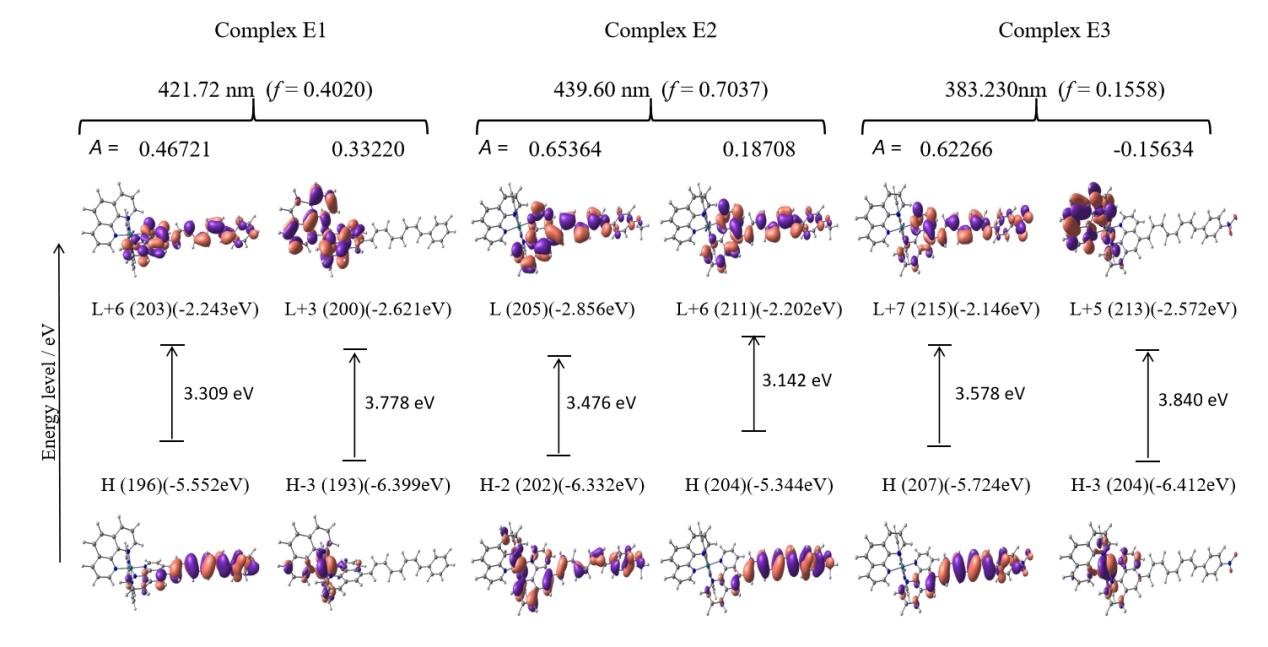 Complex E1 Complex E2 Complex E3
421.72 nm (f = 0.4020) 439.60 nm (f = 0.7037) 383.230nm (f = 0.1558)
A = 0.46721 0.33220 A = 0.65364 0.18708 A = 0.62266 -0.15634
L+6 (203)(-2.243eV) L+3 (200)(-2.621eV) L (205)(-2.856eV) L+6 (211)(-2.202eV) L+7 (215)(-2.146eV) L+5 (213)(-2.572eV)
Energy level / eV
3.309 eV 3.778 eV 3.476 eV 3.142 eV 3.578 eV 3.840 eV
H (196)(-5.552eV) H-3 (193)(-6.399eV) H-2 (202)(-6.332eV) H (204)(-5.344eV) H (207)(-5.724eV) H-3 (204)(-6.412eV)